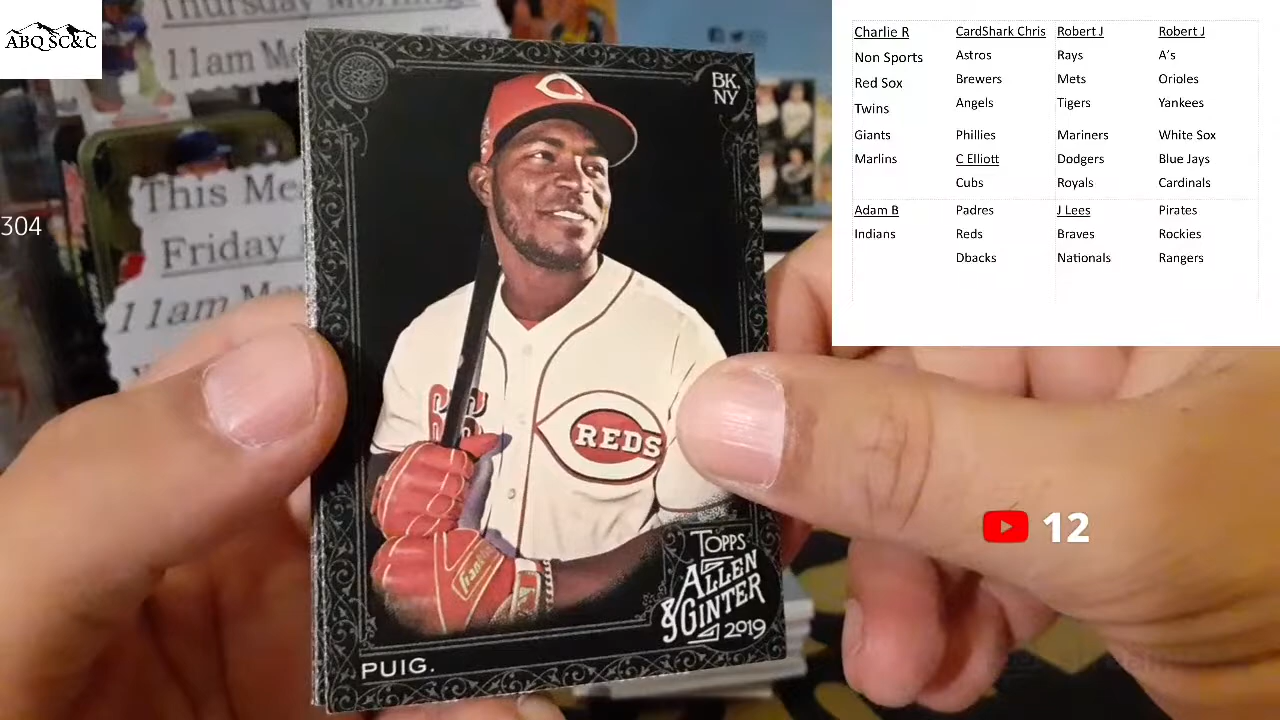 ABQ SC&C
Thursday Morning
11am
This Me
Friday
11am
304
BK.
NY
REDS
TOPPS
ALLEN
& GINTER
2019
PUIG.
Charlie R
Non Sports
Red Sox
Twins
Giants
Marlins
Adam B
Indians
CardShark Chris
Astros
Brewers
Angels
Phillies
C Elliott
Cubs
Padres
Reds
Dbacks
Robert J
Rays
Mets
Tigers
Mariners
Dodgers
Royals
J Lees
Braves
Nationals
Robert J
A's
Orioles
Yankees
White Sox
Blue Jays
Cardinals
Pirates
Rockies
Rangers
12